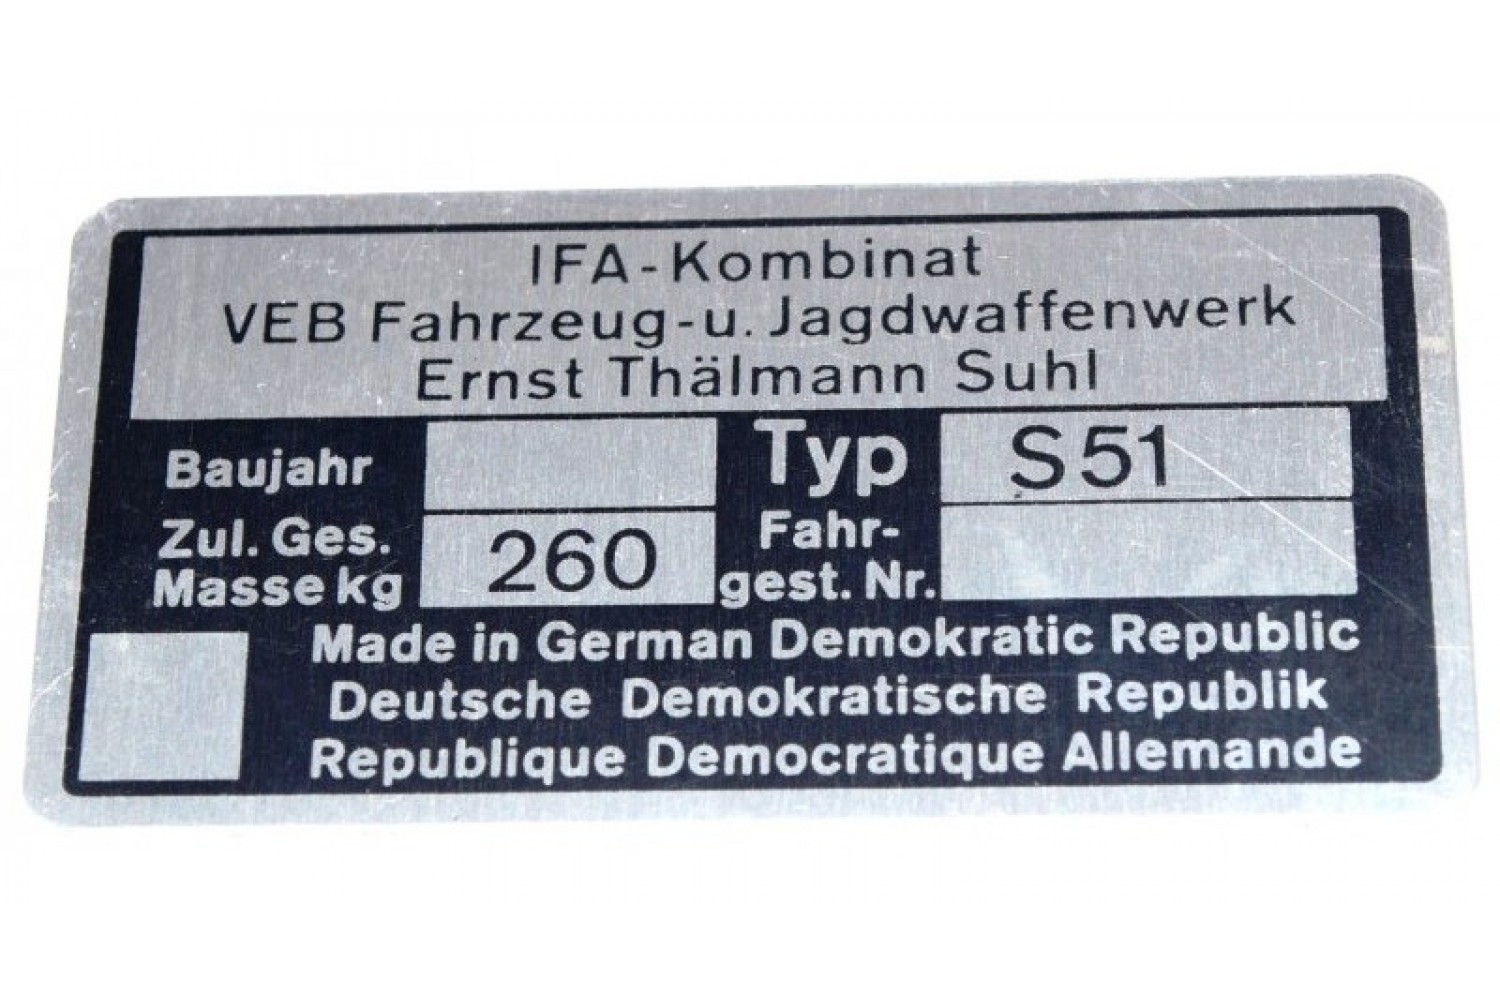 IFA-Kombinat
VEB Fahrzeug-u. Jagdwaffenwerk
Ernst Thälmann Suhl
Baujahr
Typ S51
Zul. Ges.
Masse kg 260
Fahr-
gest. Nr.
Made in German Demokratic Republic
Deutsche Demokratische Republik
Republique Democratique Allemande